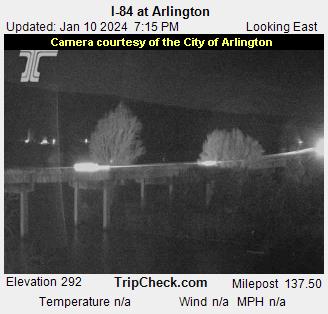 I-84 at Arlington
Updated: Jan 10 2024 7:15 PM Looking East
Camera courtesy of the City of Arlington
Elevation 292 TripCheck.com Milepost 137.50
Temperature n/a Wind n/a MPH n/a